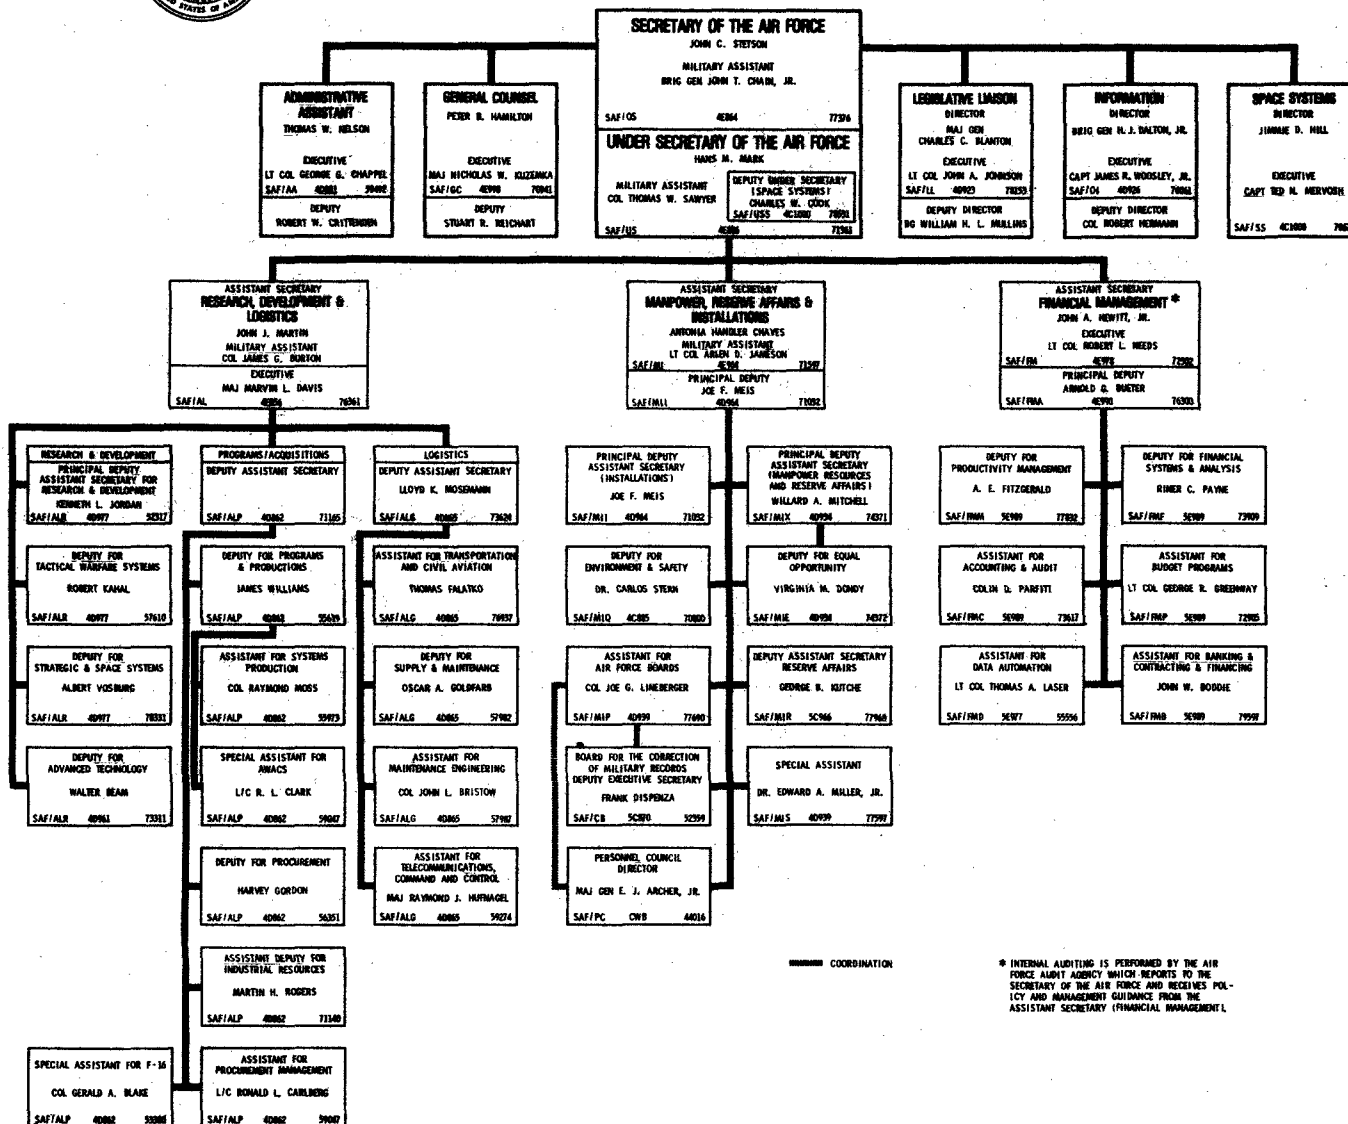 STATES OF
SECRETARY OF THE AIR FORCE
JOHN C. STETSON
MILITARY ASSISTANT
BRIG GEN JOHN T. CHAIN, JR.
SAF/OS 4E864 77376
UNDER SECRETARY OF THE AIR FORCE
HANS M. MARK
MILITARY ASSISTANT
COL THOMAS W. SAWYER
DEPUTY UNDER SECRETARY
(SPACE SYSTEMS)
CHARLES W. COOK
SAF/USS 4C1000
SAF/US
ADMINISTRATIVE
ASSISTANT
THOMAS W. NELSON
EXECUTIVE
LT COL GEORGE G. CHAPPEL
SAF/AA
DEPUTY
ROBERT W. CRITTENDEN
GENERAL COUNSEL
PETER B. HAMILTON
EXECUTIVE
MAJ NICHOLAS W. KUZEMKA
SAF/GC
DEPUTY
STUART R. REICHART
LEGISLATIVE LIAISON
DIRECTOR
MAJ GEN
CHARLES C. BLANTON
EXECUTIVE
LT COL JOHN A. JOHNSON
SAF/LL 4D923
DEPUTY DIRECTOR
BG WILLIAM H. L. MULLINS
INFORMATION
DIRECTOR
BRIG GEN H. J. DALTON, JR.
EXECUTIVE
CAPT JAMES R. WOOSLEY, JR.
SAF/OI
DEPUTY DIRECTOR
COL ROBERT HERMANN
SPACE SYSTEMS
DIRECTOR
JIMMIE D. HILL
EXECUTIVE
CAPT TED N. MERVOSH
SAF/SS 4C1000
ASSISTANT SECRETARY
RESEARCH, DEVELOPMENT &
LOGISTICS
JOHN J. MARTIN
MILITARY ASSISTANT
COL JAMES G. BURTON
EXECUTIVE
MAJ MARVIN L. DAVIS
SAF/AL 76361
ASSISTANT SECRETARY
MANPOWER, RESERVE AFFAIRS &
INSTALLATIONS
ANTONIA HANDLER CHAYES
MILITARY ASSISTANT
LT COL ARLEN D. JAMESON
SAF/MI
PRINCIPAL DEPUTY
JOE F. MEIS
SAF/MII 4D964 71032
ASSISTANT SECRETARY
FINANCIAL MANAGEMENT *
JOHN A. HEWITT, JR.
EXECUTIVE
LT COL ROBERT L. NEEDS
SAF/FM
PRINCIPAL DEPUTY
ARNOLD G. BUETER
SAF/FMA
RESEARCH & DEVELOPMENT
PRINCIPAL DEPUTY
ASSISTANT SECRETARY FOR
RESEARCH & DEVELOPMENT
KENNETH L. JORDAN
SAF/ALR 4D977 52317
PROGRAMS/ACQUISITIONS
DEPUTY ASSISTANT SECRETARY
SAF/ALP 4D862 71165
LOGISTICS
DEPUTY ASSISTANT SECRETARY
LLOYD K. MOSEMANN
SAF/ALG 4D865 73624
PRINCIPAL DEPUTY
ASSISTANT SECRETARY
(INSTALLATIONS)
JOE F. MEIS
SAF/MII 4D964 71032
PRINCIPAL DEPUTY
ASSISTANT SECRETARY
(MANPOWER RESOURCES
AND RESERVE AFFAIRS)
WILLARD A. MITCHELL
SAF/MIX 74371
DEPUTY FOR
PRODUCTIVITY MANAGEMENT
A. E. FITZGERALD
SAF/FMM 5E989 77832
DEPUTY FOR FINANCIAL
SYSTEMS & ANALYSIS
RIMER C. PAYNE
SAF/FMF 5E989
DEPUTY FOR
TACTICAL WARFARE SYSTEMS
ROBERT KAHAL
SAF/ALR 4D977 57610
DEPUTY FOR PROGRAMS
& PRODUCTIONS
JAMES WILLIAMS
SAF/ALP 4D862
ASSISTANT FOR TRANSPORTATION
AND CIVIL AVIATION
THOMAS FALATKO
SAF/ALG 4D865 76937
DEPUTY FOR
ENVIRONMENT & SAFETY
DR. CARLOS STERN
SAF/MIQ 4C885
DEPUTY FOR EQUAL
OPPORTUNITY
VIRGINIA M. DONDY
SAF/MIE 74372
ASSISTANT FOR
ACCOUNTING & AUDIT
COLIN D. PARFITT
SAF/FMC 5E989 73617
ASSISTANT FOR
BUDGET PROGRAMS
LT COL GEORGE R. GREENWAY
SAF/FMP 5E989
DEPUTY FOR
STRATEGIC & SPACE SYSTEMS
ALBERT VOSBURG
SAF/ALR 4D977
ASSISTANT FOR SYSTEMS
PRODUCTION
COL RAYMOND MOSS
SAF/ALP 4D862 55973
DEPUTY FOR
SUPPLY & MAINTENANCE
OSCAR A. GOLDFARB
SAF/ALG 4D865
ASSISTANT FOR
AIR FORCE BOARDS
COL JOE G. LINEBERGER
SAF/MIP 4D939 77690
DEPUTY ASSISTANT SECRETARY
RESERVE AFFAIRS
GEORGE B. KUTCHE
SAF/MIR 5C966
ASSISTANT FOR
DATA AUTOMATION
LT COL THOMAS A. LASER
SAF/FMD 5E977 55556
ASSISTANT FOR BANKING &
CONTRACTING & FINANCING
JOHN W. BODDIE
SAF/FMB 5E989 79597
DEPUTY FOR
ADVANCED TECHNOLOGY
WALTER BEAM
SAF/ALR 4D961 73311
SPECIAL ASSISTANT FOR
AWACS
L/C R. L. CLARK
SAF/ALP 4D862 59047
ASSISTANT FOR
MAINTENANCE ENGINEERING
COL JOHN L. BRISTOW
SAF/ALG 4D865 57987
BOARD FOR THE CORRECTION
OF MILITARY RECORDS
DEPUTY EXECUTIVE SECRETARY
FRANK DISPENZA
SAF/CB 5C870 52559
SPECIAL ASSISTANT
DR. EDWARD A. MILLER, JR.
SAF/MIS 4D939 77597
DEPUTY FOR PROCUREMENT
HARVEY GORDON
SAF/ALP 4D862 56351
ASSISTANT FOR
TELECOMMUNICATIONS,
COMMAND AND CONTROL
MAJ RAYMOND J. HUFNAGEL
SAF/ALG 4D865 59274
PERSONNEL COUNCIL
DIRECTOR
MAJ GEN E. J. ARCHER, JR.
SAF/PC CWB 44016
ASSISTANT DEPUTY FOR
INDUSTRIAL RESOURCES
MARTIN H. ROGERS
SAF/ALP 4D862 71140
COORDINATION
* INTERNAL AUDITING IS PERFORMED BY THE AIR
FORCE AUDIT AGENCY WHICH REPORTS TO THE
SECRETARY OF THE AIR FORCE AND RECEIVES POL-
ICY AND MANAGEMENT GUIDANCE FROM THE
ASSISTANT SECRETARY (FINANCIAL MANAGEMENT).
SPECIAL ASSISTANT FOR F-16
COL GERALD A. BLAKE
SAF/ALP 4D862
ASSISTANT FOR
PROCUREMENT MANAGEMENT
L/C RONALD L. CARLBERG
SAF/ALP 4D862 59047